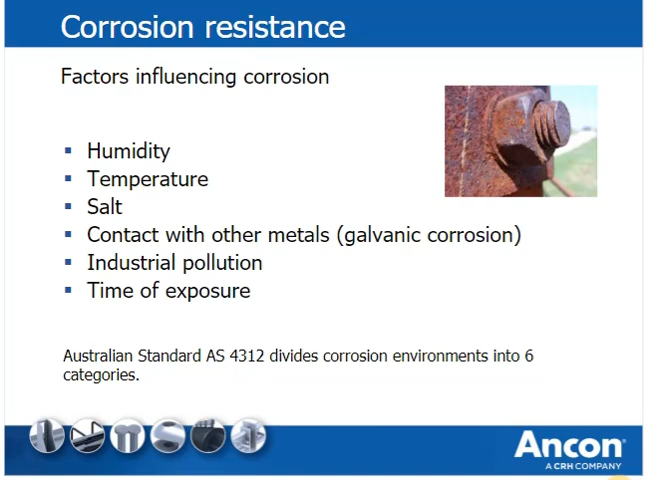 Corrosion resistance
Factors influencing corrosion
▪ Humidity
▪ Temperature
▪ Salt
▪ Contact with other metals (galvanic corrosion)
▪ Industrial pollution
▪ Time of exposure
Australian Standard AS 4312 divides corrosion environments into 6
categories.
Ancon®
A CRH COMPANY